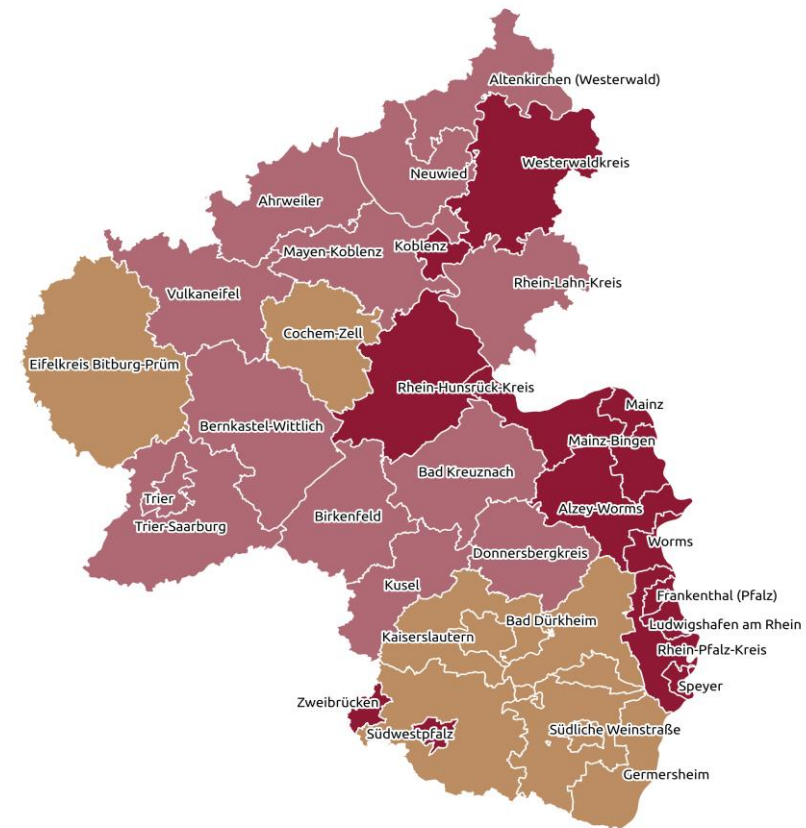 Altenkirchen (Westerwald)
Westerwaldkreis
Neuwied
Ahrweiler
Koblenz
Mayen-Koblenz
Rhein-Lahn-Kreis
Vulkaneifel
Cochem-Zell
Eifelkreis Bitburg-Prüm
Rhein-Hunsrück-Kreis
Mainz
Bernkastel-Wittlich
Mainz-Bingen
Bad Kreuznach
Trier
Alzey-Worms
Birkenfeld
Trier-Saarburg
Worms
Donnersbergkreis
Kusel
Frankenthal (Pfalz)
Bad Dürkheim
Ludwigshafen am Rhein
Kaiserslautern
Rhein-Pfalz-Kreis
Speyer
Zweibrücken
Südliche Weinstraße
Südwestpfalz
Germersheim